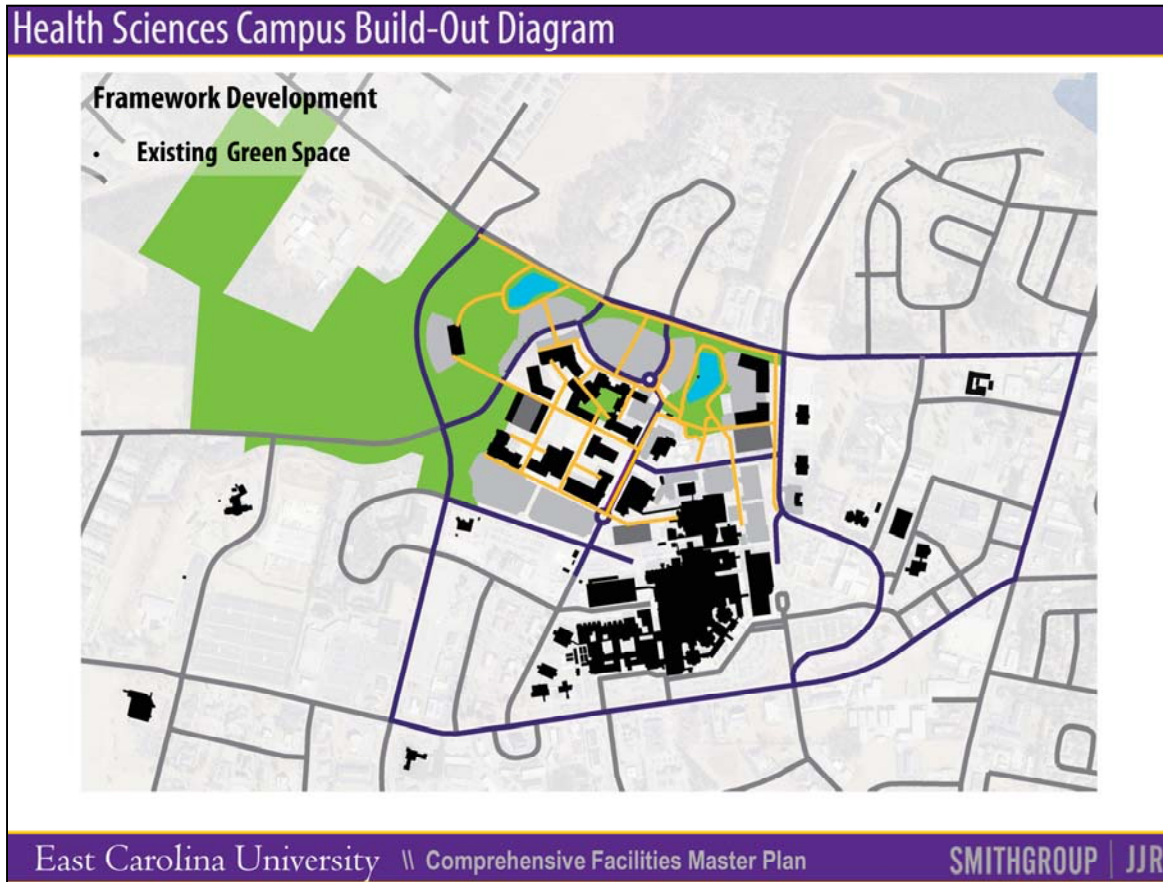 Health Sciences Campus Build-Out Diagram
Framework Development
• Existing Green Space
East Carolina University \\ Comprehensive Facilities Master Plan SMITHGROUP | JJR